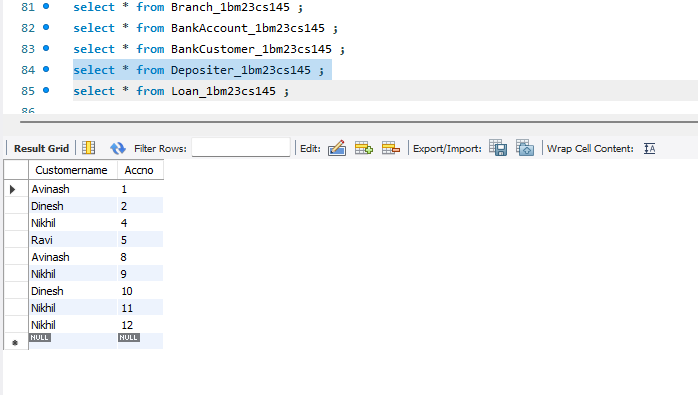 81 select * from Branch_1bm23cs145 ;
82 select * from BankAccount_1bm23cs145 ;
83 select * from BankCustomer_1bm23cs145 ;
84 select * from Depositer_1bm23cs145 ;
85 select * from Loan_1bm23cs145 ;
86
Result Grid Filter Rows: Edit: Export/Import: Wrap Cell Content: IA
Customername Accno
Avinash 1
Dinesh 2
Nikhil 4
Ravi 5
Avinash 8
Nikhil 9
Dinesh 10
Nikhil 11
Nikhil 12
NULL NULL